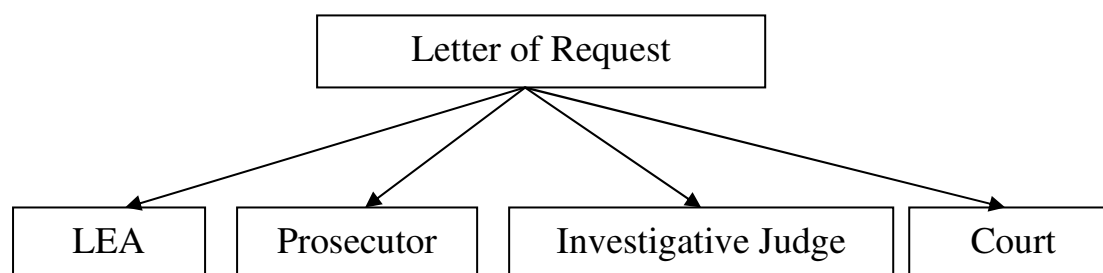 Letter of Request
LEA
Prosecutor
Investigative Judge
Court